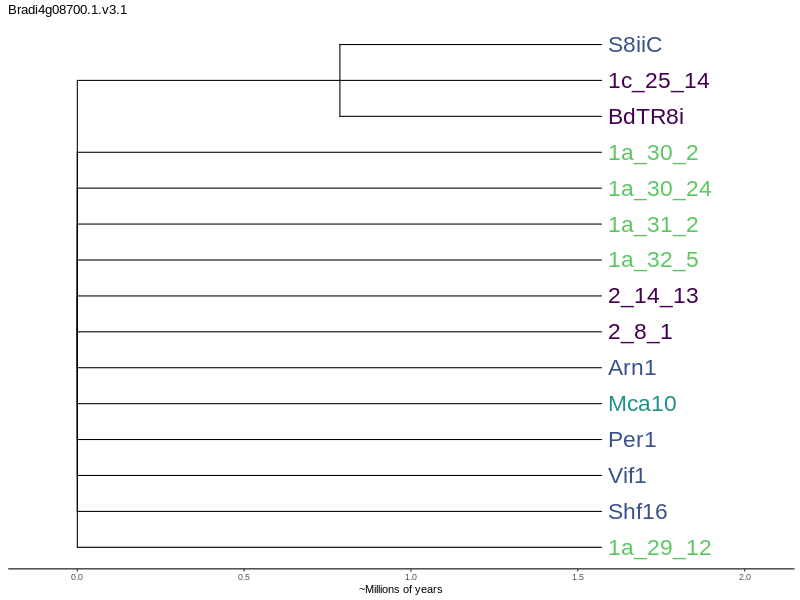 Bradi4g08700.1.v3.1
S8iiC
1c_25_14
BdTR8i
1a_30_2
1a_30_24
1a_31_2
1a_32_5
2_14_13
2_8_1
Arn1
Mca10
Per1
Vif1
Shf16
1a_29_12
0.0 0.5 1.0 1.5 2.0
~Millions of years